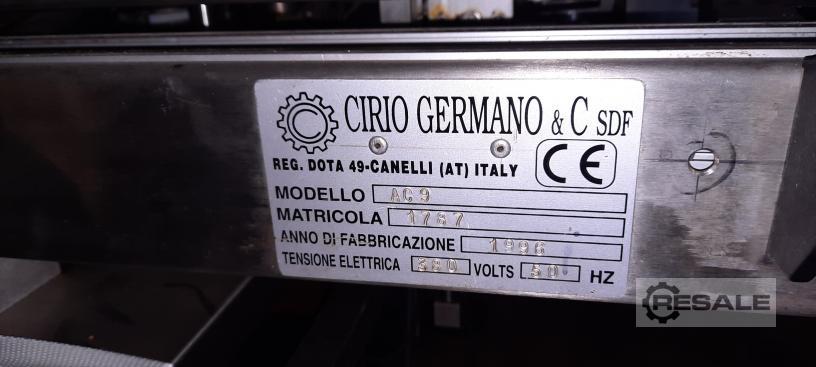 CIRIO GERMANO & C SDF
REG. DOTA 49-CANELLI (AT) ITALY
CE
MODELLO AC9
MATRICOLA 1787
ANNO DI FABBRICAZIONE 1996
TENSIONE ELETTRICA 380 VOLTS 50 HZ
RESALE